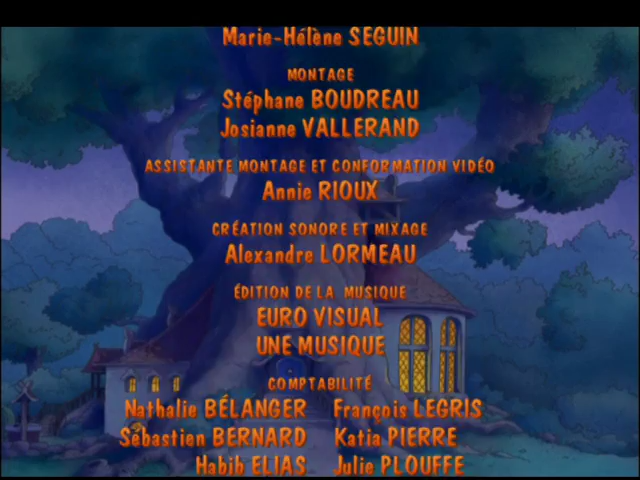 Marie-Hélène SEGUIN
MONTAGE
Stéphane BOUDREAU
Josianne VALLERAND
ASSISTANTE MONTAGE ET CONFORMATION VIDÉO
Annie RIOUX
CRÉATION SONORE ET MIXAGE
Alexandre LORMEAU
ÉDITION DE LA MUSIQUE
EURO VISUAL
UNE MUSIQUE
COMPTABILITÉ
Nathalie BÉLANGER François LEGRIS
Sébastien BERNARD Katia PIERRE
Habib ELIAS Julie PLOUFFE